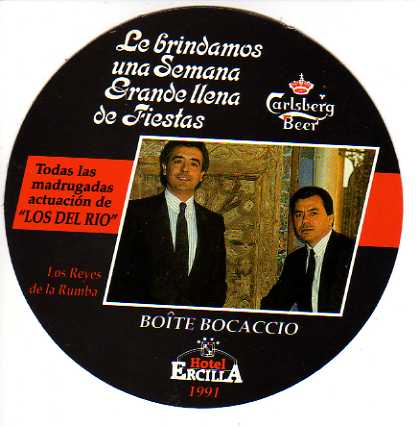 Le brindamos
una Semana
Grande llena
de Fiestas
Carlsberg
Beer
Todas las
madrugadas
actuación de
"LOS DEL RIO"
Los Reyes
de la Rumba
BOÎTE BOCACCIO
Hotel
ERCILLA
1991